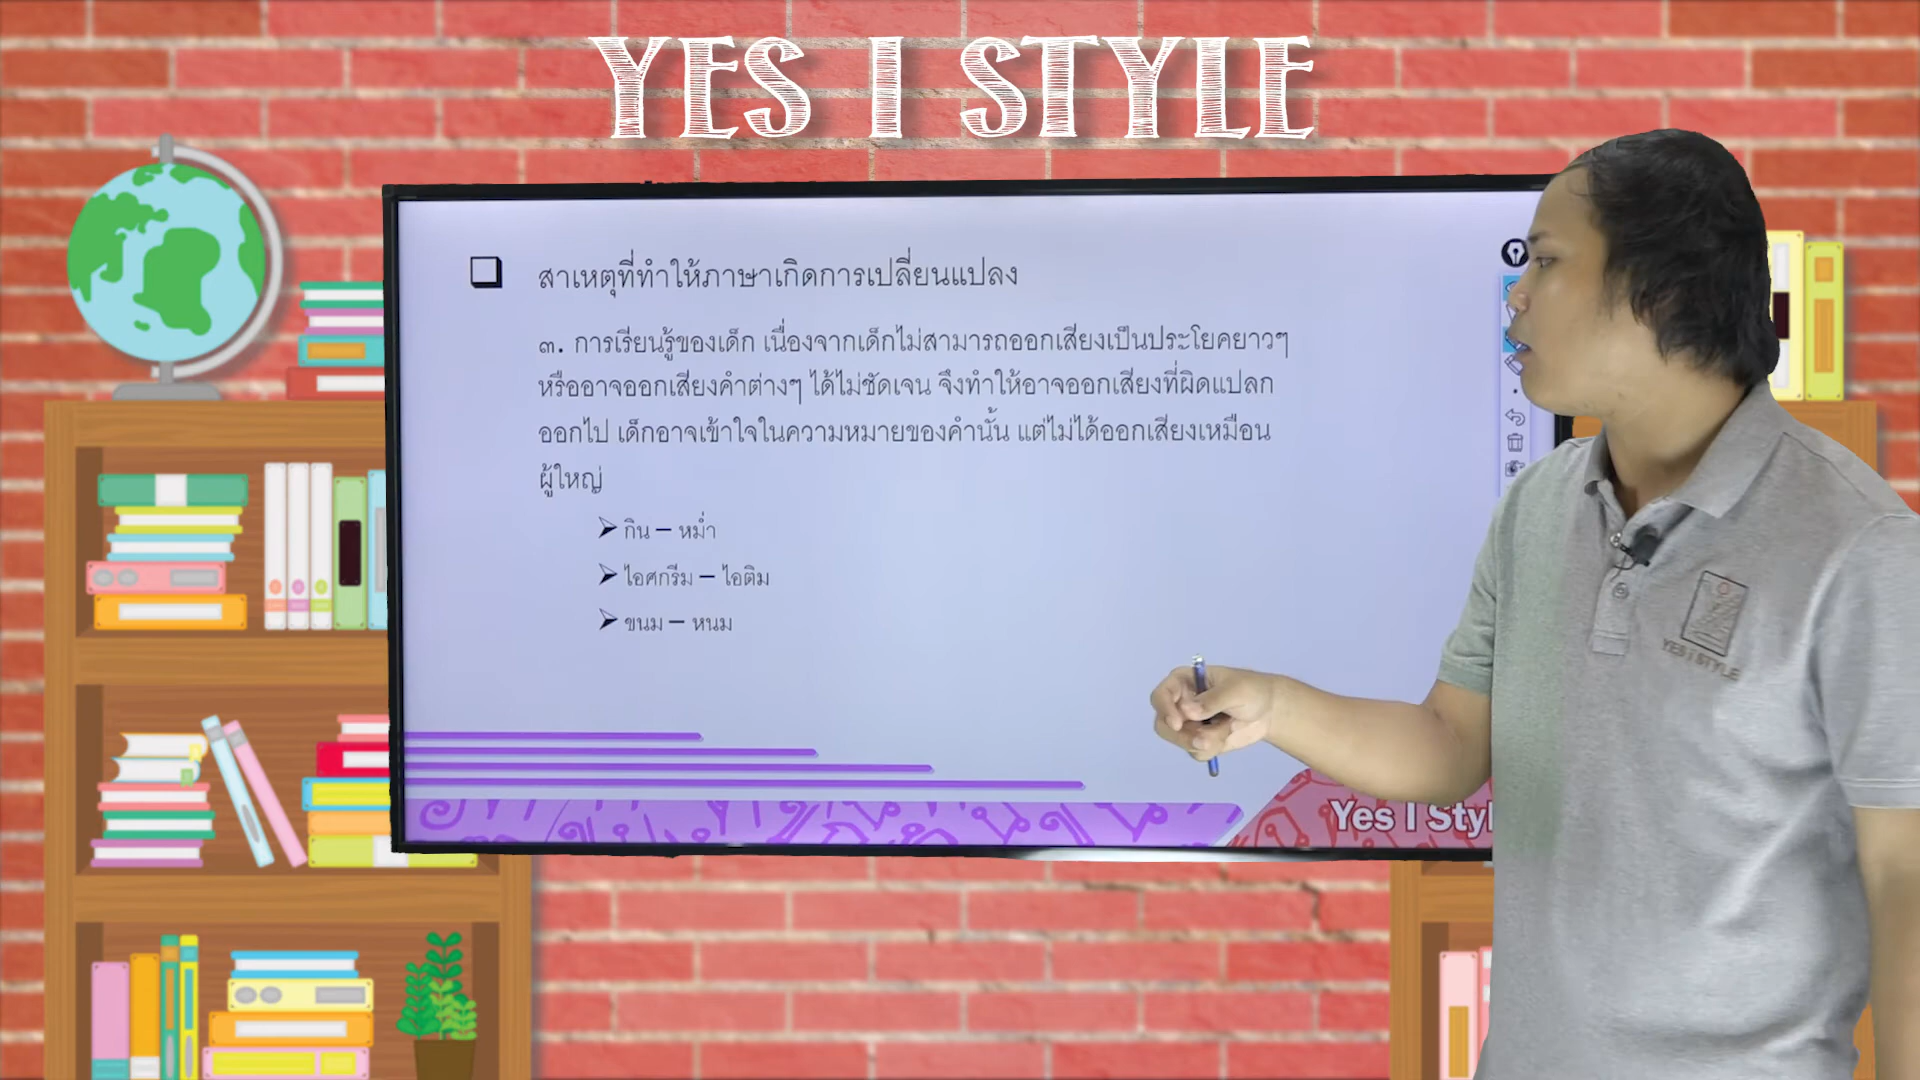 YES I STYLE
สาเหตุที่ทำให้ภาษาเกิดการเปลี่ยนแปลง
๓. การเรียนรู้ของเด็ก เนื่องจากเด็กไม่สามารถออกเสียงเป็นประโยคยาวๆ
หรืออาจออกเสียงคำต่างๆ ได้ไม่ชัดเจน จึงทำให้อาจออกเสียงที่ผิดแปลก
ออกไป เด็กอาจเข้าใจในความหมายของคำนั้น แต่ไม่ได้ออกเสียงเหมือน
ผู้ใหญ่
➢ กิน – หม่ำ
➢ ไอศกรีม – ไอติม
➢ ขนม – หนม
YES I STYLE
Yes I Styl